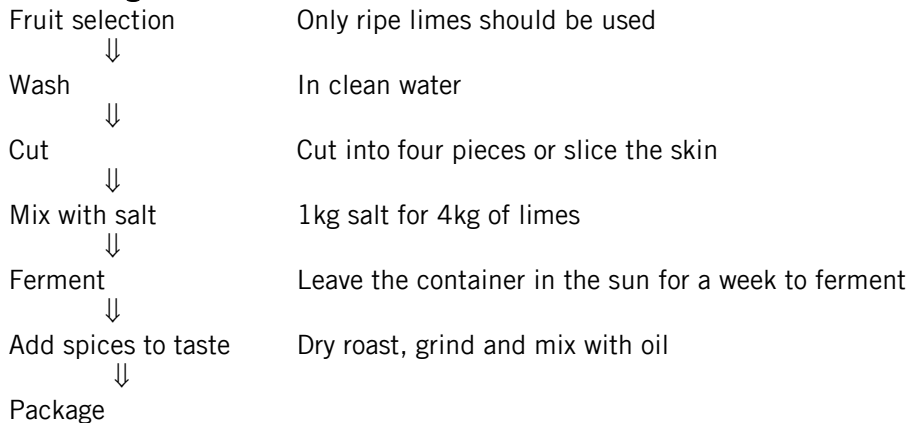 Fruit selection Only ripe limes should be used
⇓
Wash In clean water
⇓
Cut Cut into four pieces or slice the skin
⇓
Mix with salt 1kg salt for 4kg of limes
⇓
Ferment Leave the container in the sun for a week to ferment
⇓
Add spices to taste Dry roast, grind and mix with oil
⇓
Package